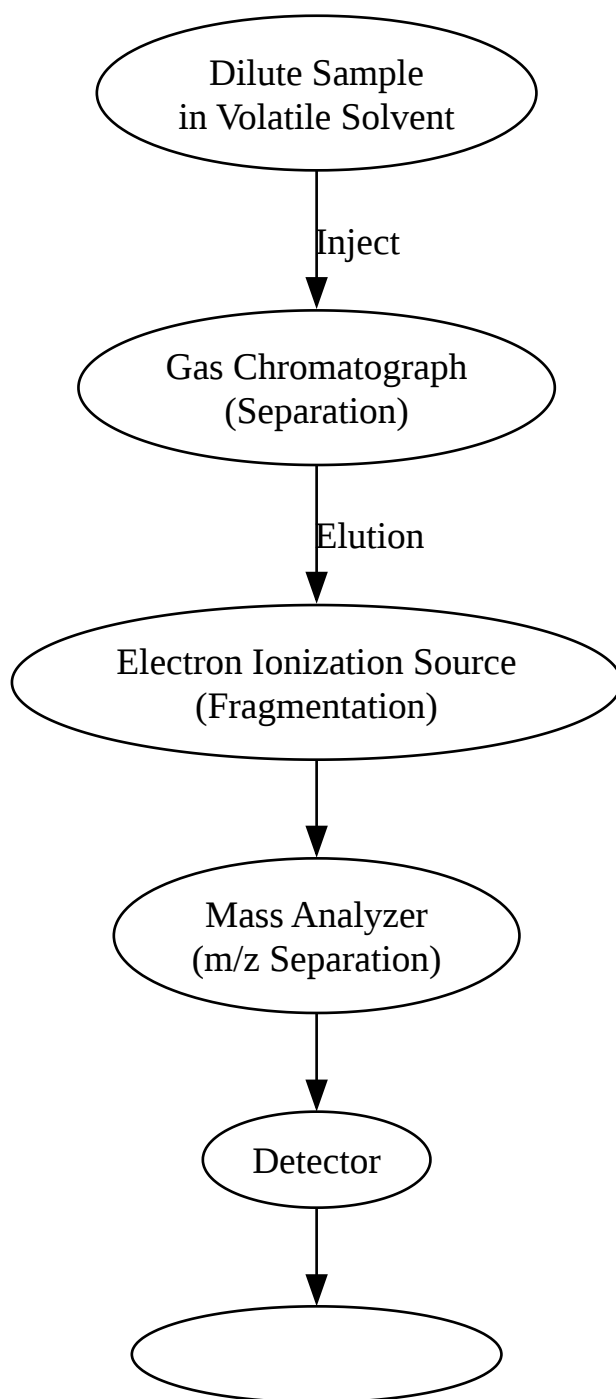 Dilute Sample
in Volatile Solvent
Inject
Gas Chromatograph
(Separation)
Elution
Electron Ionization Source
(Fragmentation)
Mass Analyzer
(m/z Separation)
Detector